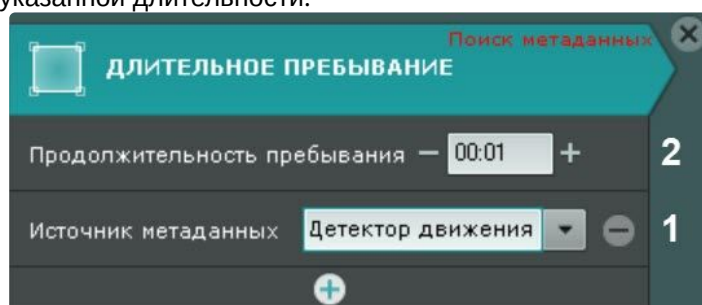 указанной длительности.
Поиск метаданных
ДЛИТЕЛЬНОЕ ПРЕБЫВАНИЕ
Продолжительность пребывания — 00:01 + 2
Источник метаданных Детектор движения 1